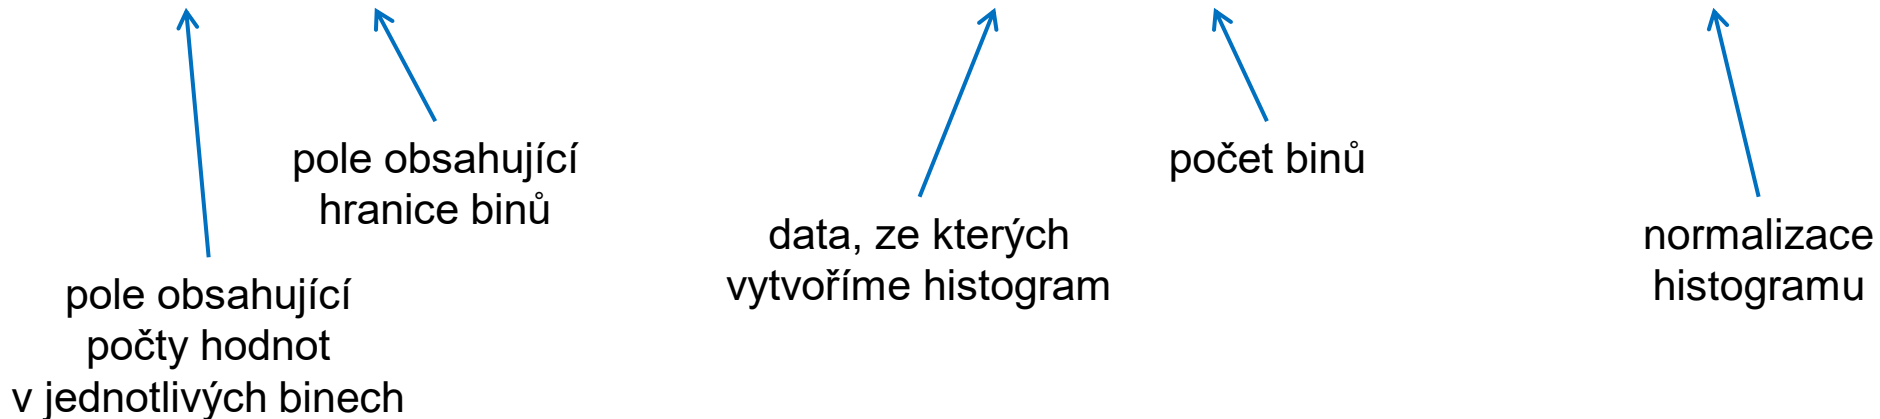 pole obsahující
hranice binů
počet binů
data, ze kterých
vytvoříme histogram
normalizace
histogramu
pole obsahující
počty hodnot
v jednotlivých binech